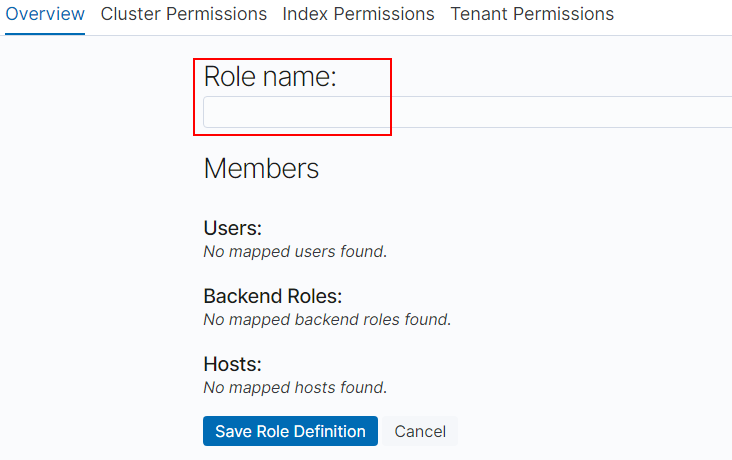 Overview Cluster Permissions Index Permissions Tenant Permissions
Role name:
Members
Users:
No mapped users found.
Backend Roles:
No mapped backend roles found.
Hosts:
No mapped hosts found.
Save Role Definition Cancel